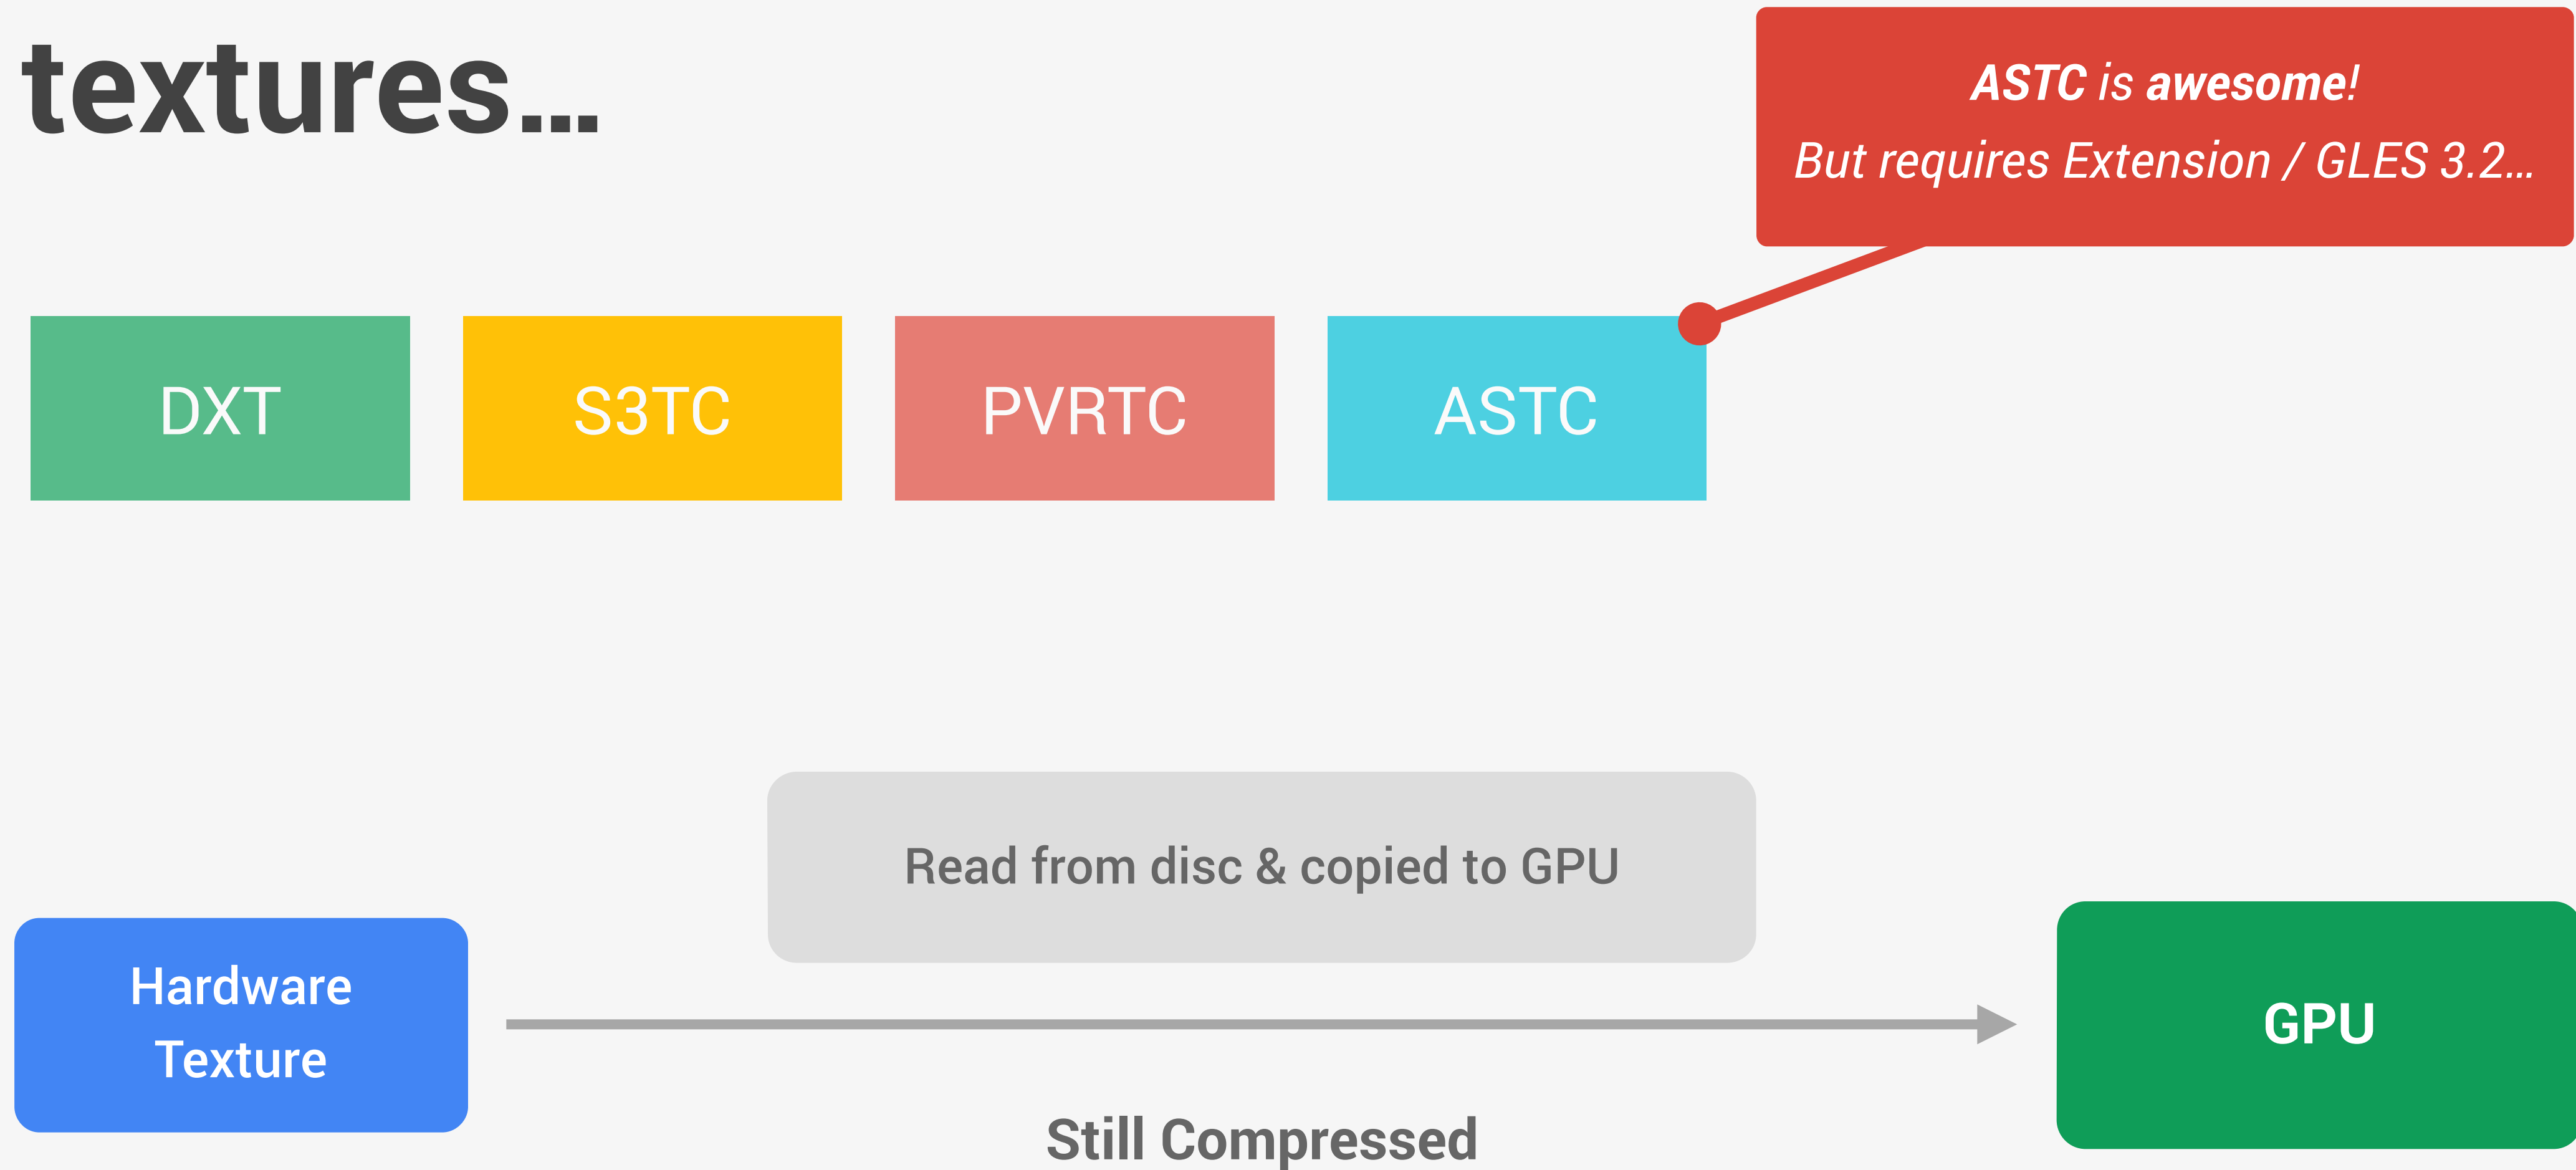 textures…
ASTC is awesome!
But requires Extension / GLES 3.2…
DXT
S3TC
PVRTC
ASTC
Read from disc & copied to GPU
Hardware
Texture
GPU
Still Compressed